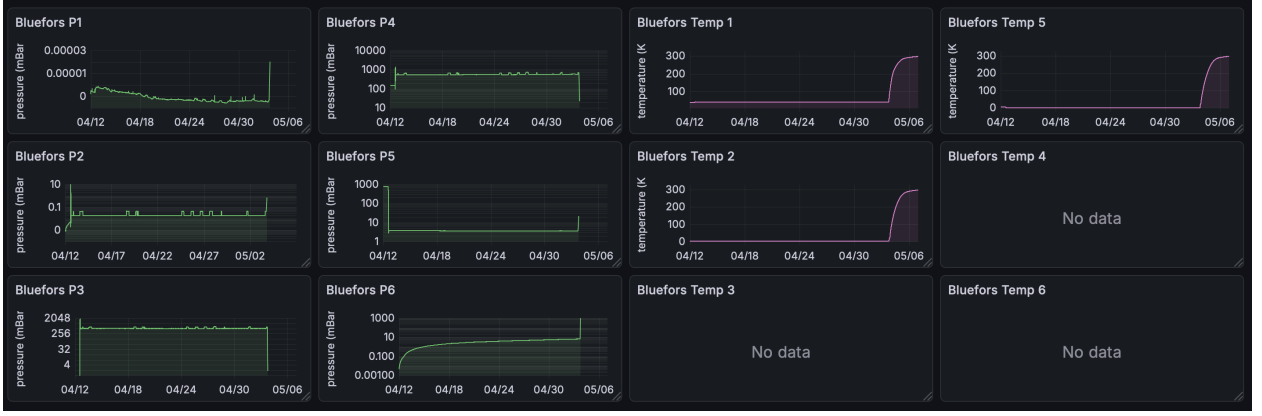 Bluefors P1
pressure (mBar
0.00003
0.00001
0
04/12 04/18 04/24 04/30 05/06
Bluefors P4
pressure (mBar
10000
1000
100
10
04/12 04/18 04/24 04/30 05/06
Bluefors Temp 1
temperature (K
300
200
100
04/12 04/18 04/24 04/30 05/06
Bluefors Temp 5
temperature (K
300
200
100
0
04/12 04/18 04/24 04/30 05/06
Bluefors P2
pressure (mBar
10
0.1
0
04/12 04/17 04/22 04/27 05/02
Bluefors P5
pressure (mBar
1000
100
10
1
04/12 04/18 04/24 04/30 05/06
Bluefors Temp 2
temperature (K
300
200
100
0
04/12 04/18 04/24 04/30 05/06
Bluefors Temp 4
No data
Bluefors P3
pressure (mBar
2048
256
32
4
04/12 04/18 04/24 04/30 05/06
Bluefors P6
pressure (mBar
1000
10
0.100
0.00100
04/12 04/18 04/24 04/30 05/06
Bluefors Temp 3
No data
Bluefors Temp 6
No data